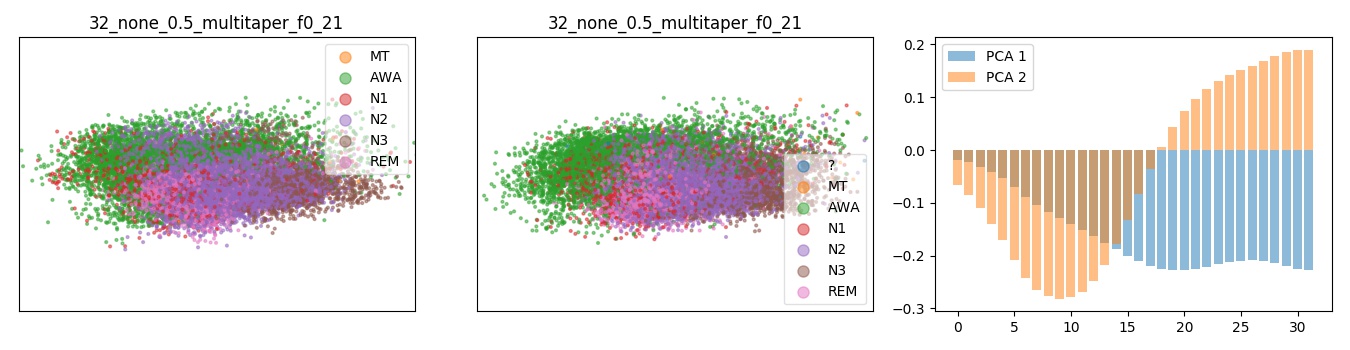 32_none_0.5_multitaper_f0_21
MT
AWA
N1
N2
N3
REM
32_none_0.5_multitaper_f0_21
?
MT
AWA
N1
N2
N3
REM
PCA 1
PCA 2
0.2
0.1
0.0
−0.1
−0.2
−0.3
0 5 10 15 20 25 30